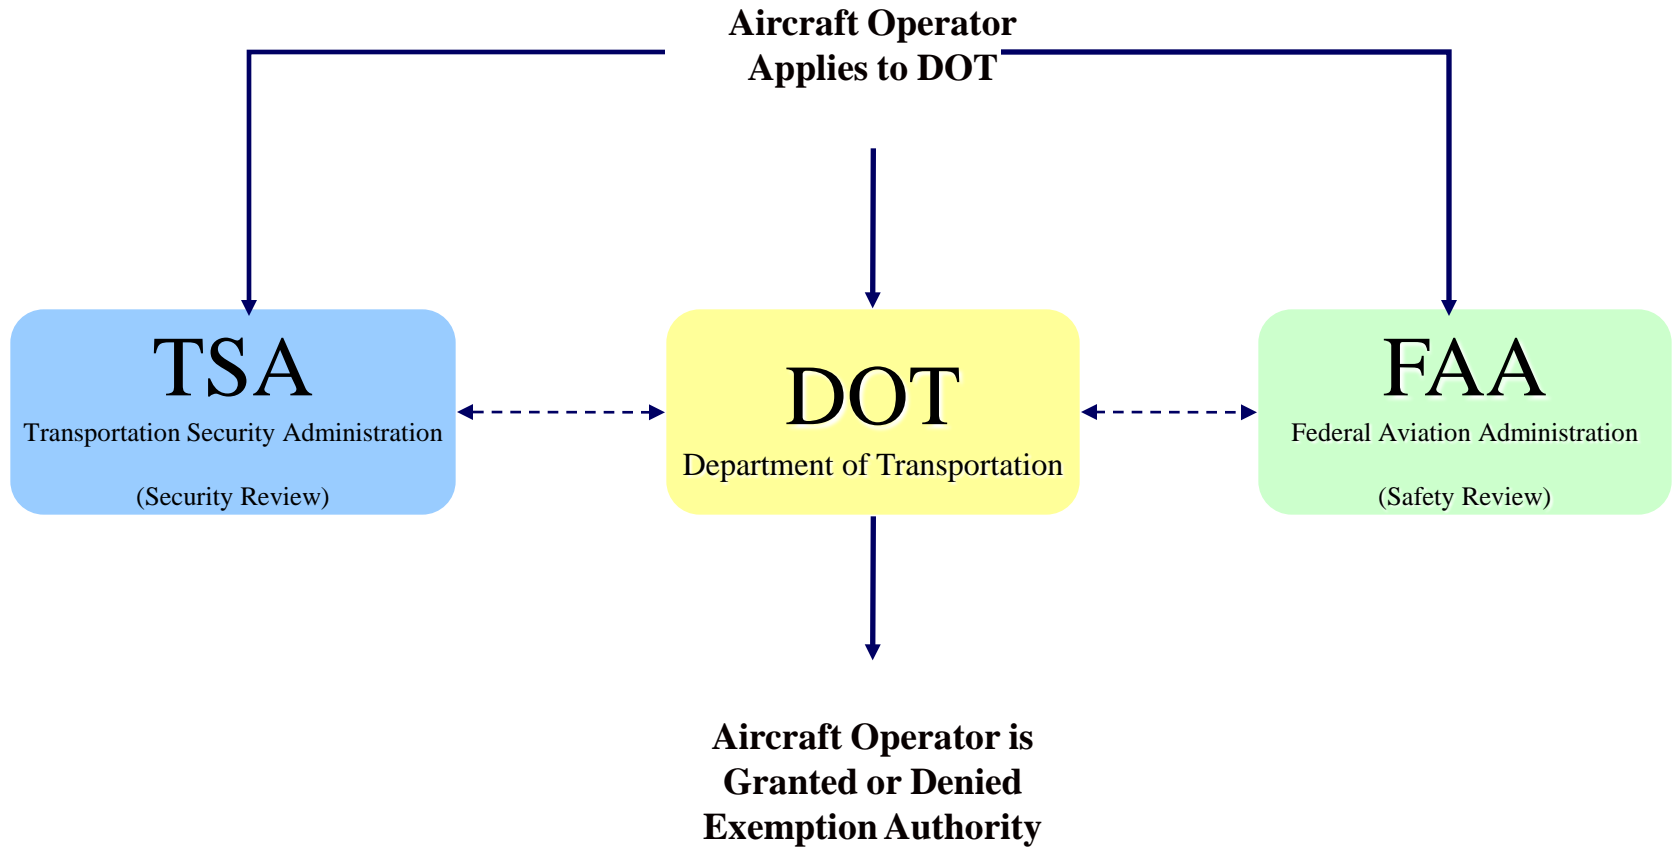 Aircraft Operator
Applies to DOT
TSA
Transportation Security Administration
(Security Review)
DOT
Department of Transportation
FAA
Federal Aviation Administration
(Safety Review)
Aircraft Operator is
Granted or Denied
Exemption Authority